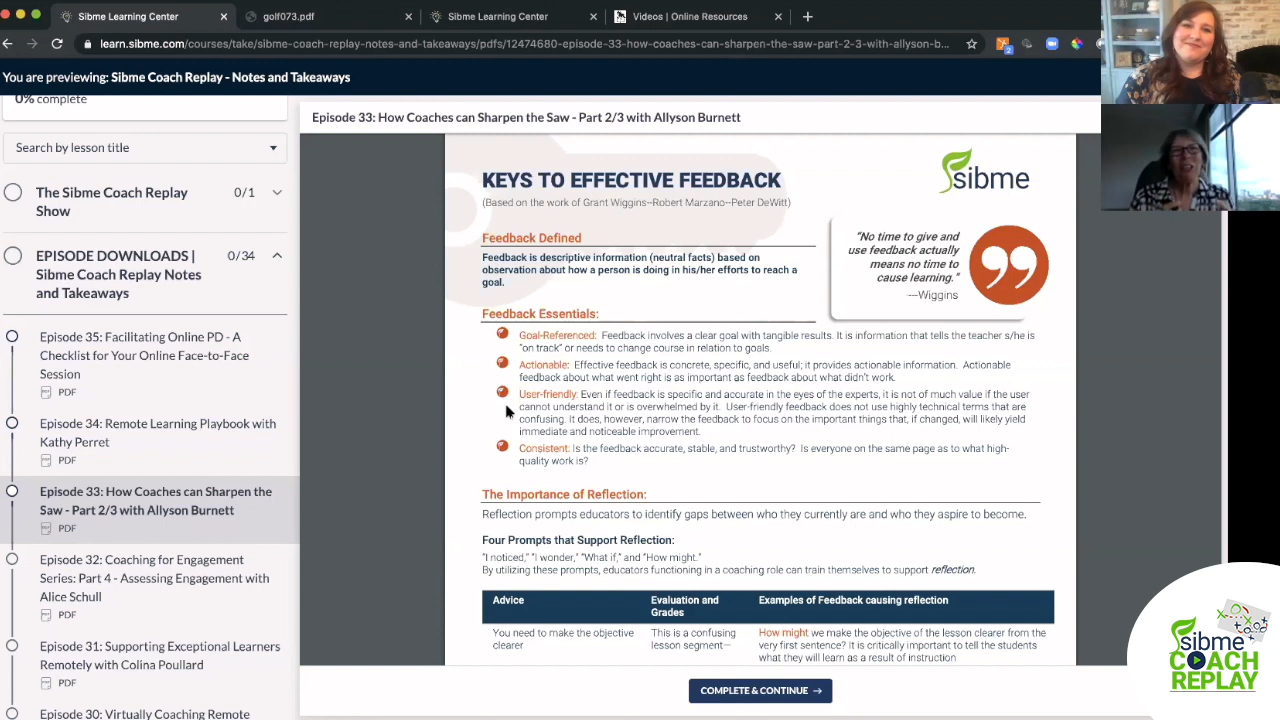 Sibme Learning Center
golf073.pdf
Sibme Learning Center
Videos | Online Resources
learn.sibme.com/courses/take/sibme-coach-replay-notes-and-takeaways/pdfs/12474680-episode-33-how-coaches-can-sharpen-the-saw-part-2-3-with-allyson-b...
2
You are previewing: Sibme Coach Replay - Notes and Takeaways
0% complete
Search by lesson title
The Sibme Coach Replay
Show
0/1
EPISODE DOWNLOADS |
Sibme Coach Replay Notes
and Takeaways
0/34
Episode 35: Facilitating Online PD - A
Checklist for Your Online Face-to-Face
Session
PDF
Episode 34: Remote Learning Playbook with
Kathy Perret
PDF
Episode 33: How Coaches can Sharpen the
Saw - Part 2/3 with Allyson Burnett
PDF
Episode 32: Coaching for Engagement
Series: Part 4 - Assessing Engagement with
Alice Schull
PDF
Episode 31: Supporting Exceptional Learners
Remotely with Colina Poullard
PDF
Episode 30: Virtually Coaching Remote
Episode 33: How Coaches can Sharpen the Saw - Part 2/3 with Allyson Burnett
KEYS TO EFFECTIVE FEEDBACK
(Based on the work of Grant Wiggins--Robert Marzano--Peter DeWitt)
sibme
Feedback Defined
Feedback is descriptive information (neutral facts) based on
observation about how a person is doing in his/her efforts to reach a
goal.
"No time to give and
use feedback actually
means no time to
cause learning."
---Wiggins
Feedback Essentials:
Goal-Referenced: Feedback involves a clear goal with tangible results. It is information that tells the teacher s/he is
"on track" or needs to change course in relation to goals.
Actionable: Effective feedback is concrete, specific, and useful; it provides actionable information. Actionable
feedback about what went right is as important as feedback about what didn't work.
User-friendly: Even if feedback is specific and accurate in the eyes of the experts, it is not of much value if the user
cannot understand it or is overwhelmed by it. User-friendly feedback does not use highly technical terms that are
confusing. It does, however, narrow the feedback to focus on the important things that, if changed, will likely yield
immediate and noticeable improvement.
Consistent: Is the feedback accurate, stable, and trustworthy? Is everyone on the same page as to what high-
quality work is?
The Importance of Reflection:
Reflection prompts educators to identify gaps between who they currently are and who they aspire to become.
Four Prompts that Support Reflection:
"I noticed," "I wonder," "What if," and "How might."
By utilizing these prompts, educators functioning in a coaching role can train themselves to support reflection.
Advice
Evaluation and
Grades
Examples of Feedback causing reflection
You need to make the objective
clearer
This is a confusing
lesson segment—
How might we make the objective of the lesson clearer from the
very first sentence? It is critically important to tell the students
what they will learn as a result of instruction
COMPLETE & CONTINUE →
sibme
COACH
REPLAY